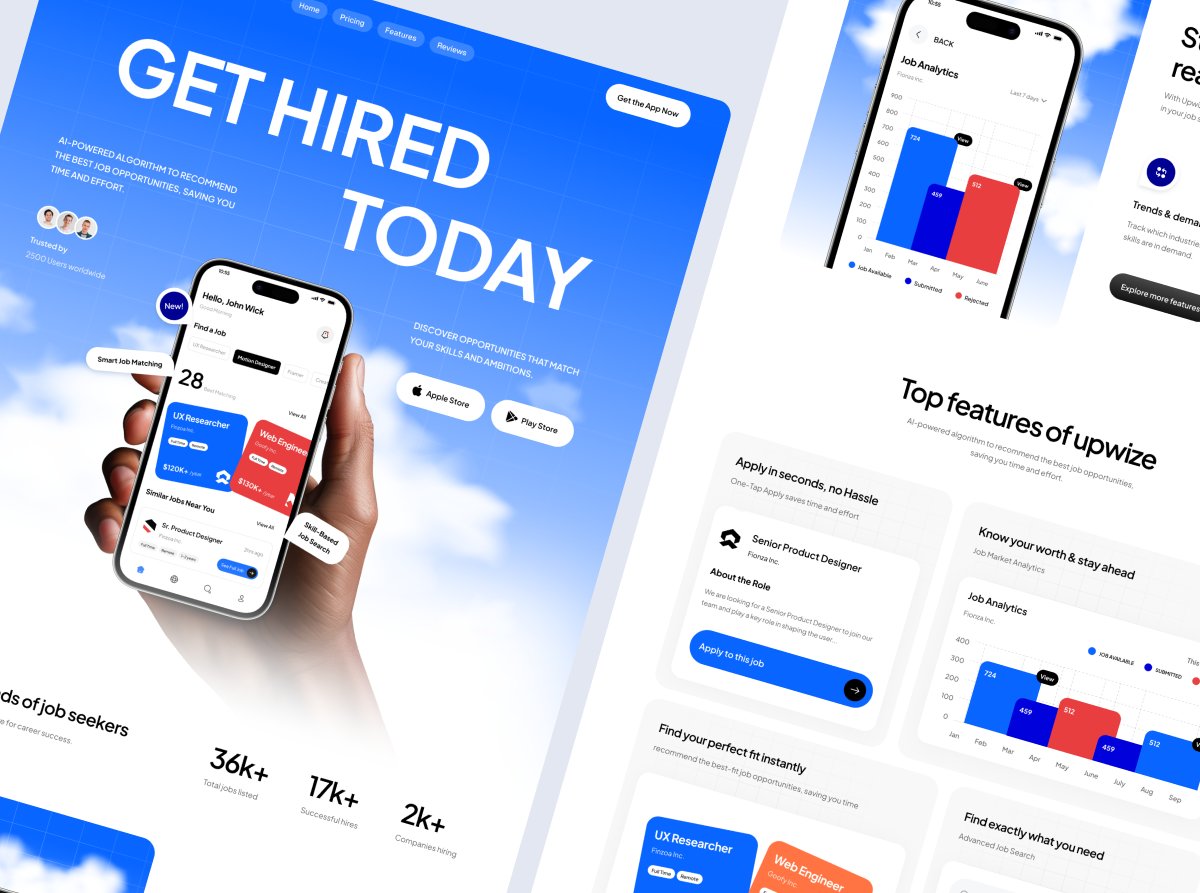 Home
Pricing
Features
Reviews
Get the App Now
GET HIRED
TODAY
AI-POWERED ALGORITHM TO RECOMMEND
THE BEST JOB OPPORTUNITIES, SAVING YOU
TIME AND EFFORT.
Trusted by
2500 Users worldwide
DISCOVER OPPORTUNITIES THAT MATCH
YOUR SKILLS AND AMBITIONS.
Apple Store
Play Store
New!
Smart Job Matching
Skill-Based
Job Search
10:55
Hello, John Wick
Good Morning
Find a Job
UX Researcher
Motion Designer
Framer
28
Best Matching
View All
UX Researcher
Finzoa Inc.
Full Time
Remote
$120K+ /year
Web Enginee
Goofy Inc.
Full Time
Remote
$130K+ /year
Similar Jobs Near You
View All
Sr. Product Designer
Fionza Inc.
2hrs ago
Full Time
Remote
1-3 years
See Full Job
ds of job seekers
e for career success.
36k+
Total jobs listed
17k+
Successful hires
2k+
Companies hiring
10:55
BACK
Job Analytics
Fionza Inc.
Last 7 days
900
800
700
600
500
400
300
200
100
0
724
View
459
512
View
Jan
Feb
Mar
Apr
May
June
Job Available
Submitted
Rejected
St
rea
With Upwi
in your job s
Trends & deman
Track which industries
skills are in demand.
Explore more features
Top features of upwize
AI-powered algorithm to recommend the best job opportunities,
saving you time and effort.
Apply in seconds, no Hassle
One-Tap Apply saves time and effort
Senior Product Designer
Fionza Inc.
About the Role
We are looking for a Senior Product Designer to join our
team and play a key role in shaping the user...
Apply to this job
Know your worth & stay ahead
Job Market Analytics
Job Analytics
Fionza Inc.
This
JOB AVAILABLE
SUBMITTED
400
300
200
100
0
724
View
459
512
459
512
Jan
Feb
Mar
Apr
May
June
July
Aug
Sep
Find your perfect fit instantly
recommend the best-fit job opportunities, saving you time
UX Researcher
Finzoa Inc.
Full Time
Remote
Web Engineer
Goofy Inc.
Find exactly what you need
Advanced Job Search